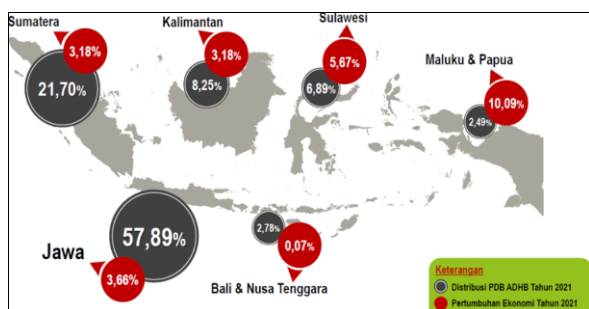 Sumatera
3,18%
21,70%
Kalimantan
3,18%
8,25%
Sulawesi
5,67%
6,89%
Maluku & Papua
10,09%
2,49%
Jawa
57,89%
3,66%
2,78%
0,07%
Bali & Nusa Tenggara
Keterangan
Distribusi PDB ADHB Tahun 2021
Pertumbuhan Ekonomi Tahun 2021